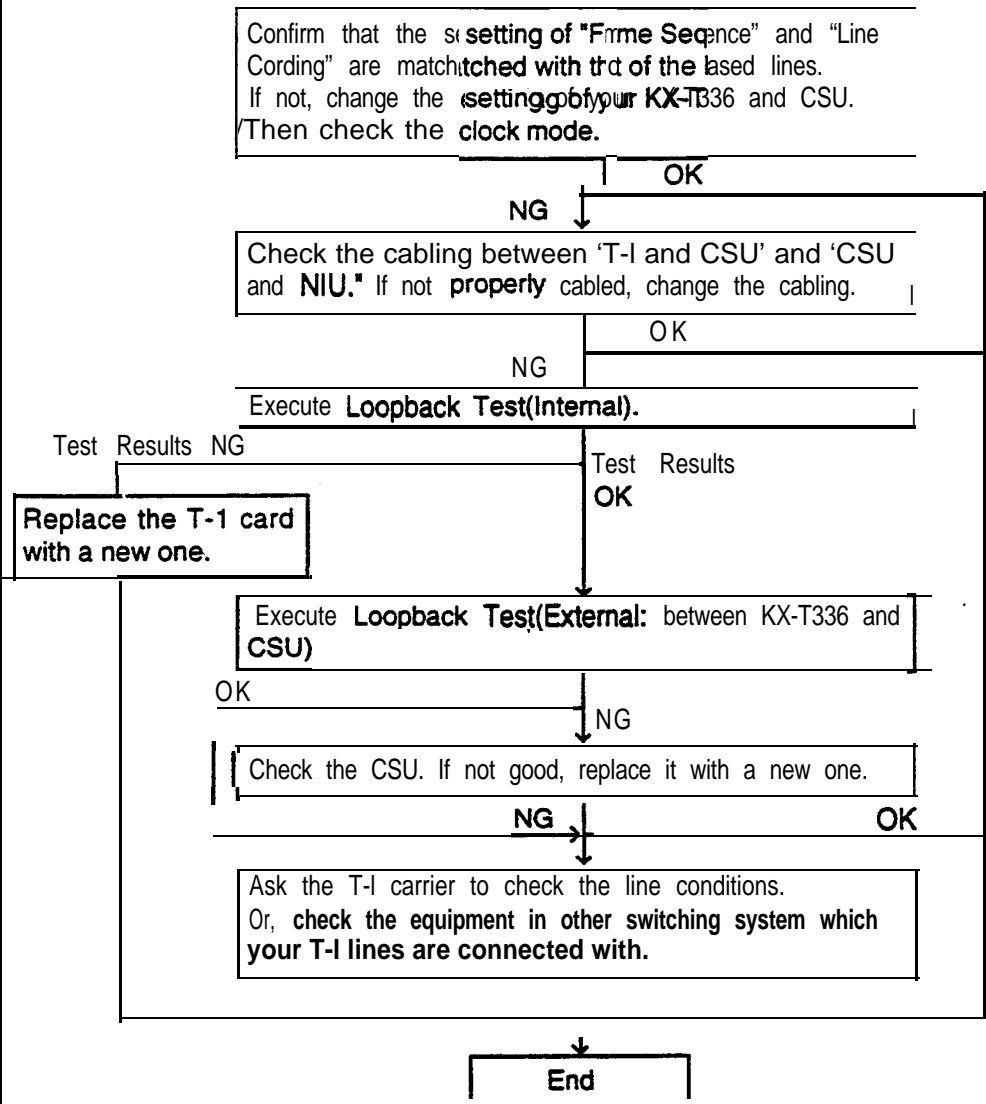 Confirm that the setting of "Frame Sequence” and “Line
Cording” are matched with that of the leased lines.
If not, change the setting of your KX-T336 and CSU.
Then check the clock mode.
OK
NG
Check the cabling between ‘T-I and CSU’ and ‘CSU
and NIU." If not properly cabled, change the cabling.
OK
NG
Execute Loopback Test(Internal).
Test Results NG
Test Results
OK
Replace the T-1 card
with a new one.
Execute Loopback Test(External: between KX-T336 and
CSU)
OK
NG
Check the CSU. If not good, replace it with a new one.
NG
OK
Ask the T-I carrier to check the line conditions.
Or, check the equipment in other switching system which
your T-I lines are connected with.
End